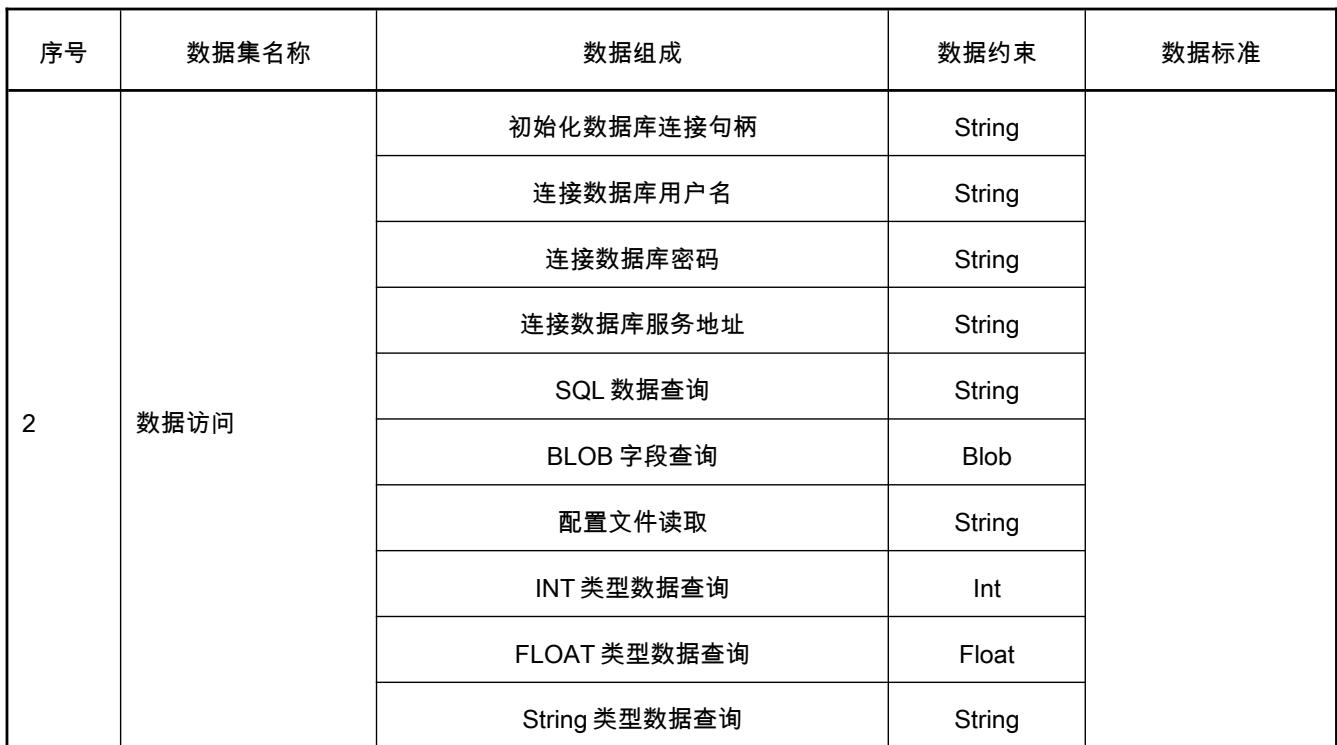 序号 数据集名称 数据组成 数据约束 数据标准
初始化数据库连接句柄 String
连接数据库用户名 String
连接数据库密码 String
连接数据库服务地址 String
SQL 数据查询 String
2 数据访问
BLOB 字段查询 Blob
配置文件读取 String
INT 类型数据查询 Int
FLOAT 类型数据查询 Float
String 类型数据查询 String